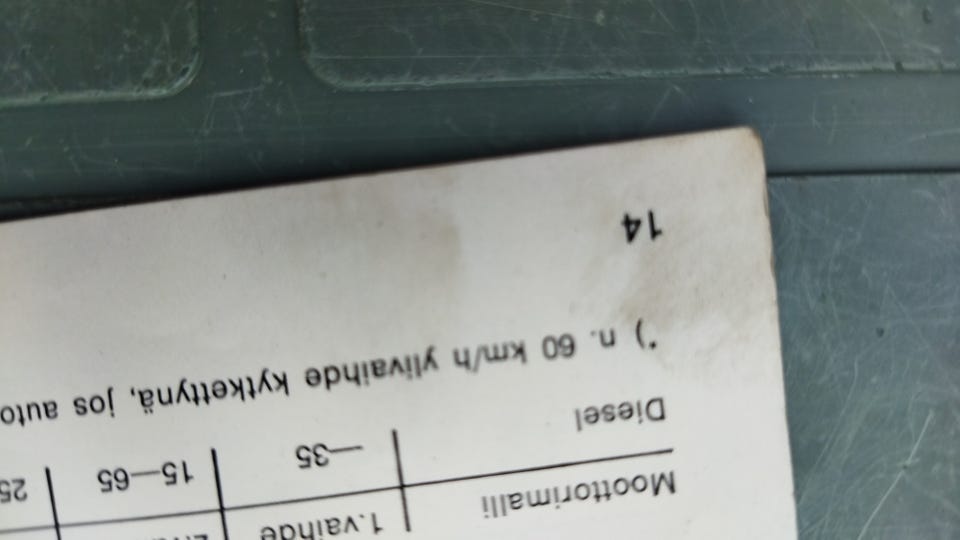 Moottorimalli 1.vaihde
Diesel —35 15—65 25
*) n. 60 km/h ylivaihde kytkettynä, jos auto
14